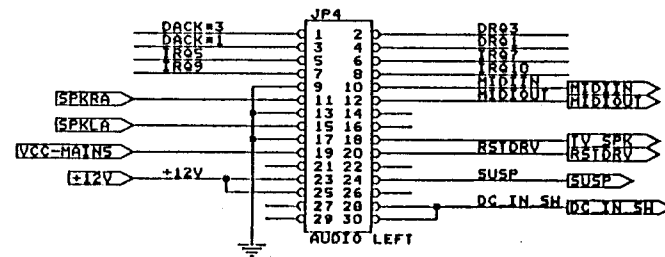 JP4
DACK*3 1 2 DRQ3
DACK*1 3 4 DRQ1
IRQ5 5 6 IRQ7
IRQ9 7 8 IRQ10
9 10 MIDIIN MIDIIN
SPKRA 11 12 MIDIOUT MIDIOUT
13 14
SPKLA 15 16
17 18 TV_SPK
VCC-MAINS 19 20 RSTDRV RSTDRV
21 22
+12V +12V 23 24 SUSP SUSP
25 26
27 28 DC_IN_SH DC_IN_SH
29 30
AUDIO LEFT